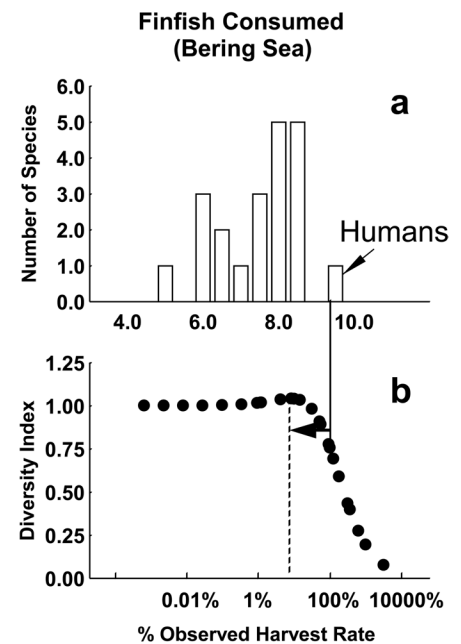 Finfish Consumed
(Bering Sea)
a
Number of Species
6.0
5.0
4.0
3.0
2.0
1.0
0.0
Humans
4.0 6.0 8.0 10.0
b
Diversity Index
1.25
1.00
0.75
0.50
0.25
0.00
0.01% 1% 100% 10000%
% Observed Harvest Rate